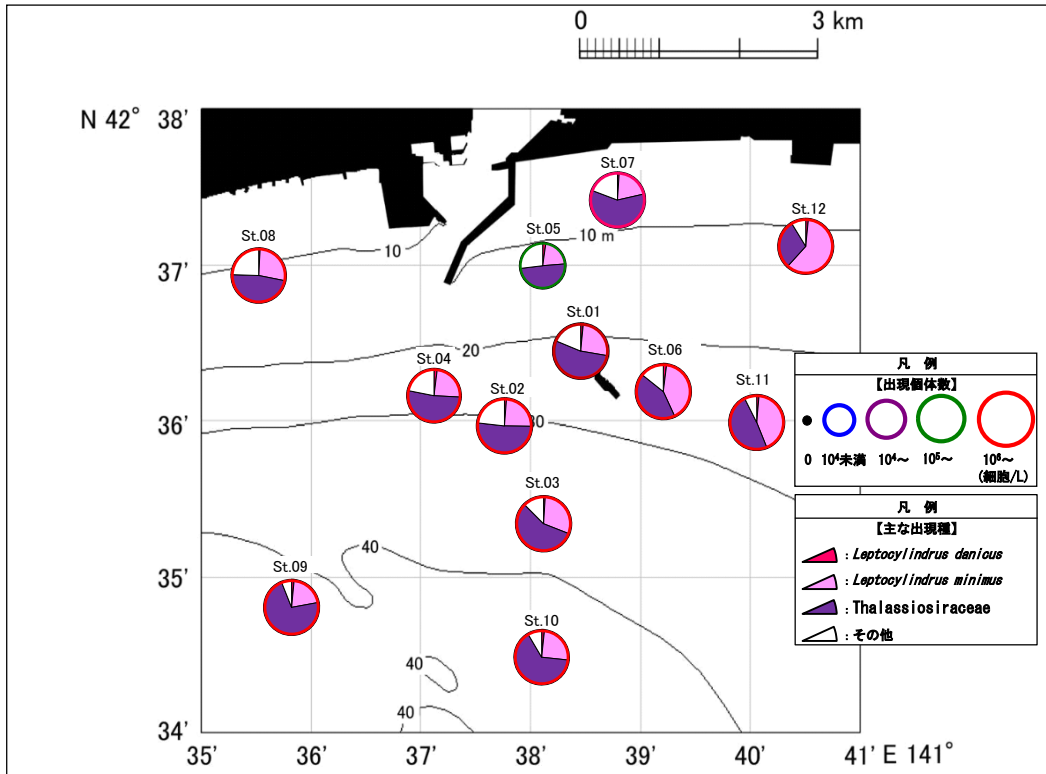 0 3 km
N 42° 38'
St.07
St.12
10 m
St.05
St.08
10
37'
St.01
20
St.04
St.06
St.02
St.11
30
36'
凡 例
【出現個体数】
0 10⁴未満 10⁴～ 10⁵～ 10⁶～
(細胞/L)
凡 例
【主な出現種】
: Leptocylindrus danicus
: Leptocylindrus minimus
: Thalassiosiraceae
: その他
St.03
40
35'
St.09
St.10
40
40
34'
35' 36' 37' 38' 39' 40' 41' E 141°